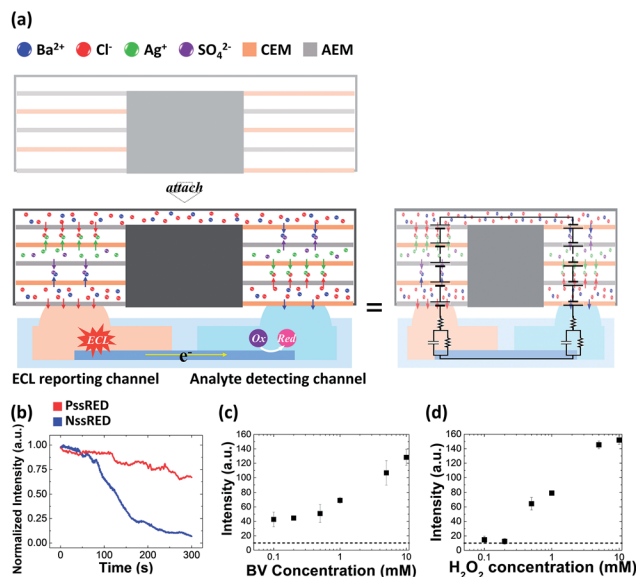 (a)
Ba²⁺ Cl⁻ Ag⁺ SO₄²⁻ CEM AEM
attach
=
ECL Ox Red
e⁻
ECL reporting channel Analyte detecting channel
(b)
PssRED
NssRED
Normalized Intensity (a.u.)
1.00
0.75
0.50
0.25
0.00
0 100 200 300
Time (s)
(c)
Intensity (a.u.)
160
140
120
100
80
60
40
20
0
0.1 1 10
BV Concentration (mM)
(d)
Intensity (a.u.)
160
140
120
100
80
60
40
20
0
0.1 1 10
H₂O₂ concentration (mM)